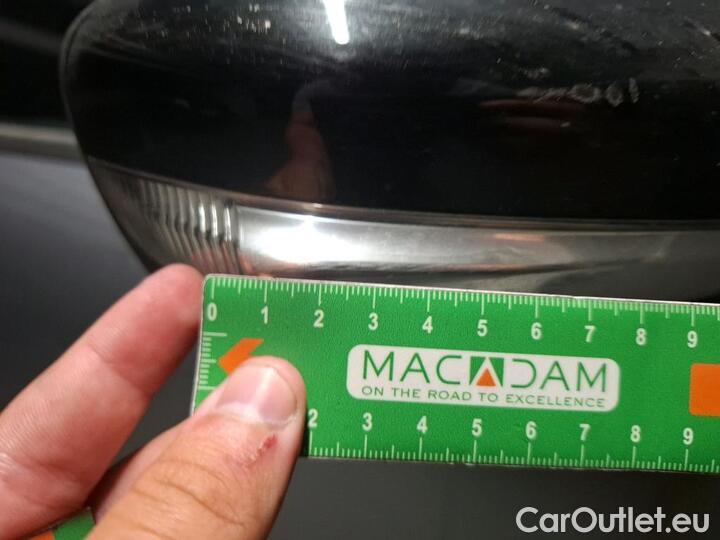 0 1 2 3 4 5 6 7 8 9
MACADAM
ON THE ROAD TO EXCELLENCE
2 3 4 5 6 7 8 9
CarOutlet.eu